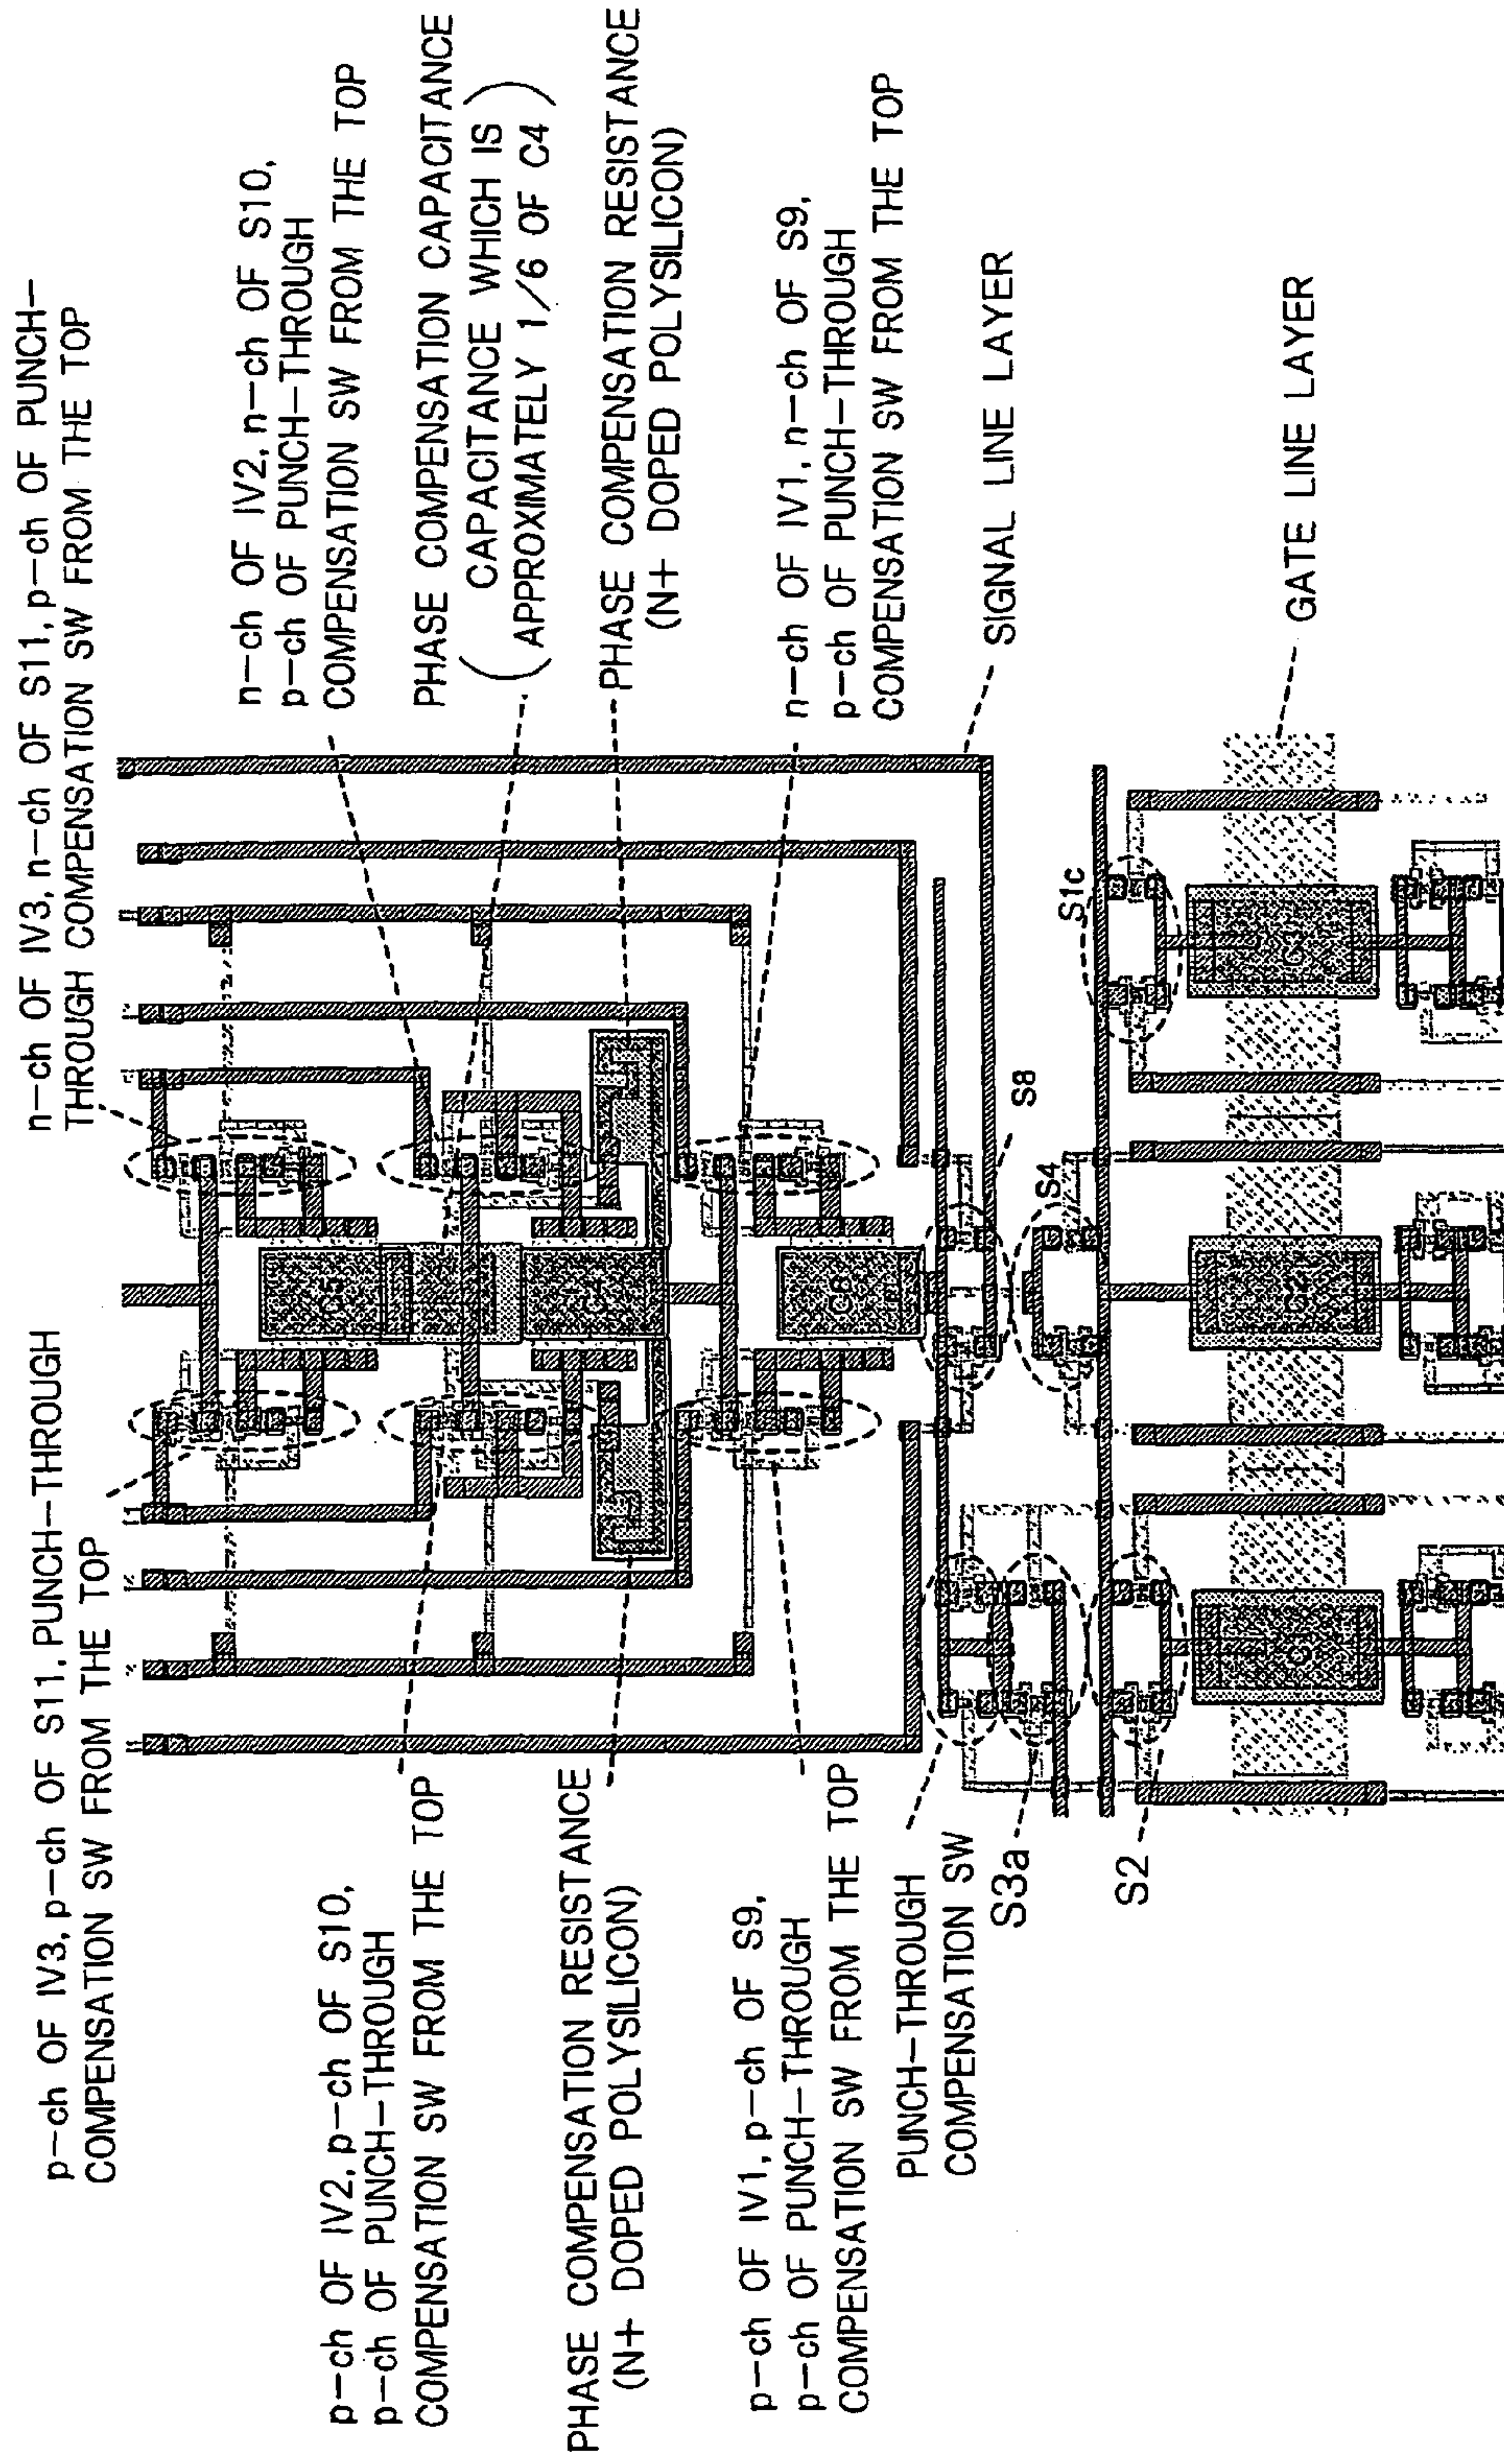 n-ch OF IV3, n-ch OF S11, p-ch OF PUNCH-
THROUGH COMPENSATION SW FROM THE TOP
n-ch OF IV2, n-ch OF S10,
p-ch OF PUNCH-THROUGH
COMPENSATION SW FROM THE TOP
PHASE COMPENSATION CAPACITANCE
( CAPACITANCE WHICH IS
APPROXIMATELY 1/6 OF C4 )
PHASE COMPENSATION RESISTANCE
(N+ DOPED POLYSILICON)
n-ch OF IV1, n-ch OF S9,
p-ch OF PUNCH-THROUGH
COMPENSATION SW FROM THE TOP
SIGNAL LINE LAYER
GATE LINE LAYER
S1c
S8
S4
C5
C4
C6
C3
C2
C1
p-ch OF IV3, p-ch OF S11, PUNCH-THROUGH
COMPENSATION SW FROM THE TOP
p-ch OF IV2, p-ch OF S10,
p-ch OF PUNCH-THROUGH
COMPENSATION SW FROM THE TOP
PHASE COMPENSATION RESISTANCE
(N+ DOPED POLYSILICON)
p-ch OF IV1, p-ch OF S9,
p-ch OF PUNCH-THROUGH
COMPENSATION SW FROM THE TOP
PUNCH-THROUGH
COMPENSATION SW
S3a
S2